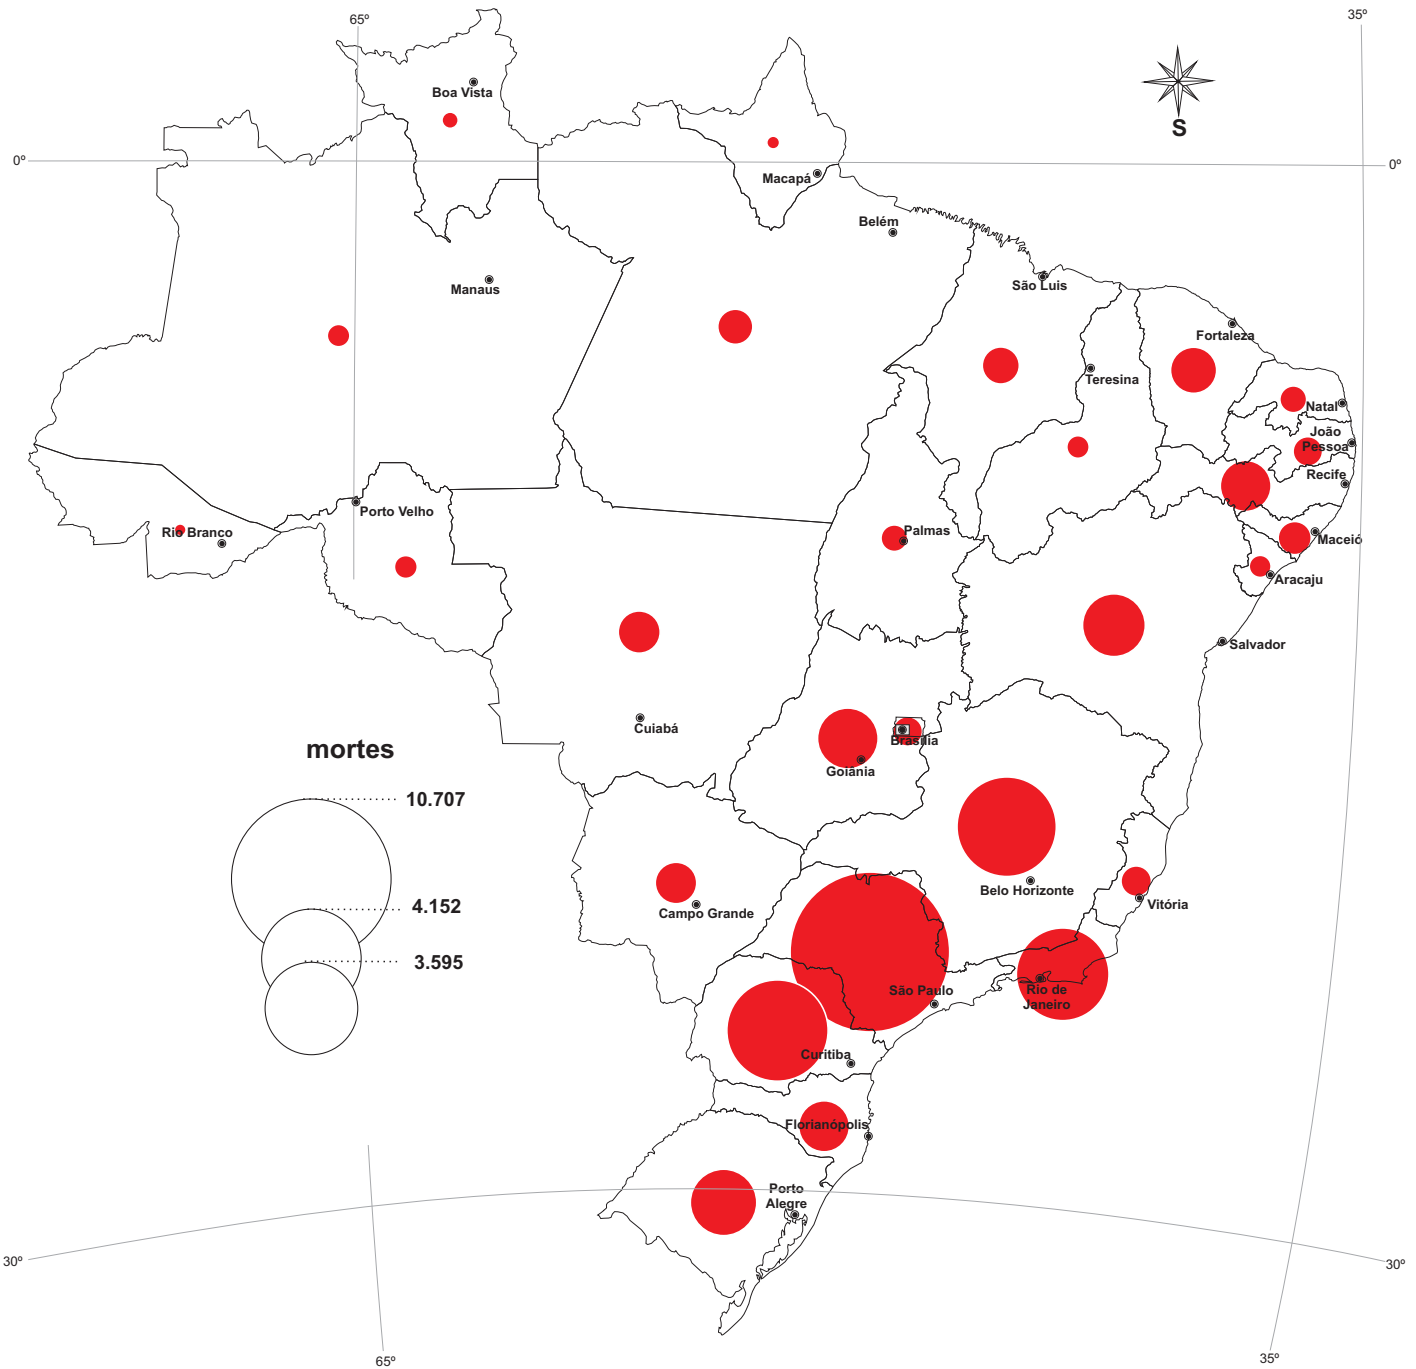 65º
35º
Boa Vista
S
0º
0º
Macapá
Belém
Manaus
São Luis
Fortaleza
Teresina
Natal
João
Pessoa
Recife
Porto Velho
Rio Branco
Palmas
Maceió
Aracaju
Salvador
Cuiabá
Brasília
Goiânia
mortes
10.707
4.152
3.595
Belo Horizonte
Campo Grande
Vitória
São Paulo
Rio de
Janeiro
Curitiba
Florianópolis
Porto
Alegre
30º
30º
65º
35º